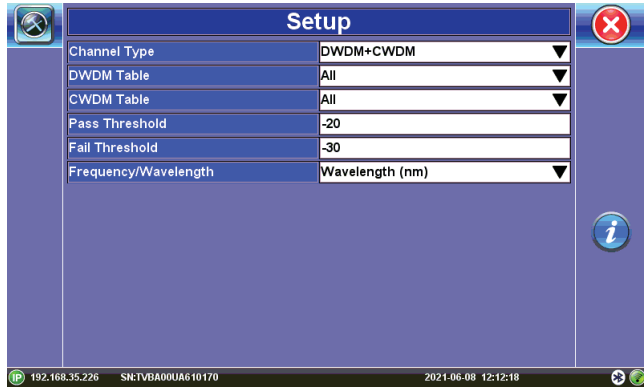 Setup
Channel Type DWDM+CWDM
DWDM Table All
CWDM Table All
Pass Threshold -20
Fail Threshold -30
Frequency/Wavelength Wavelength (nm)
i
IP 192.168.35.226 SN:TVBA00UA610170 2021-06-08 12:12:18